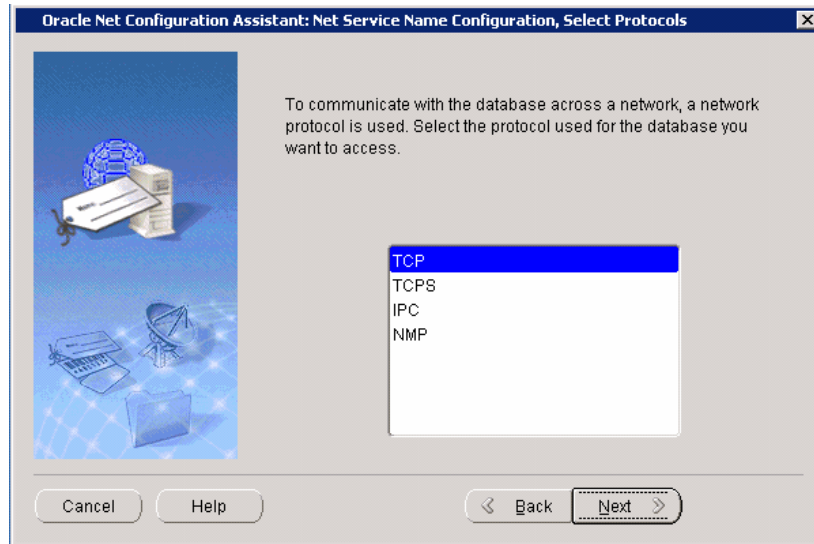 Oracle Net Configuration Assistant: Net Service Name Configuration, Select Protocols
To communicate with the database across a network, a network
protocol is used. Select the protocol used for the database you
want to access.
TCP
TCPS
IPC
NMP
Cancel
Help
Back
Next